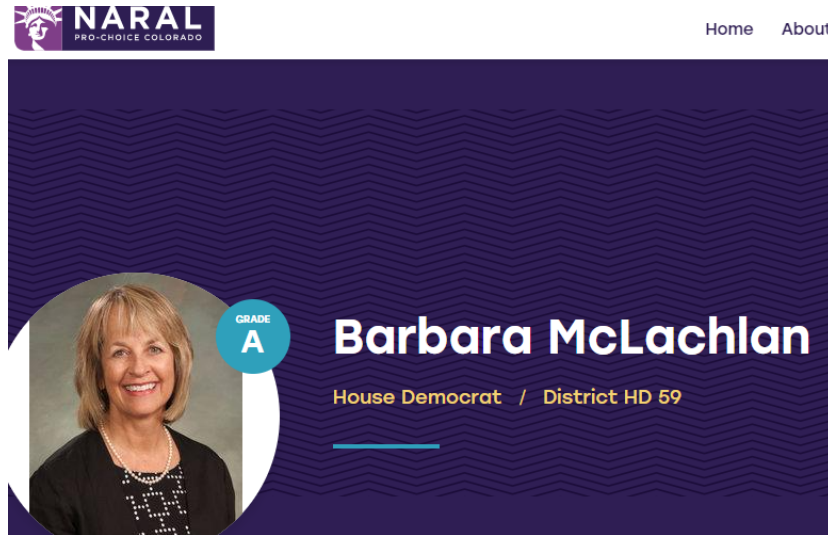 NARAL
PRO-CHOICE COLORADO
Home About
GRADE
A
Barbara McLachlan
House Democrat / District HD 59